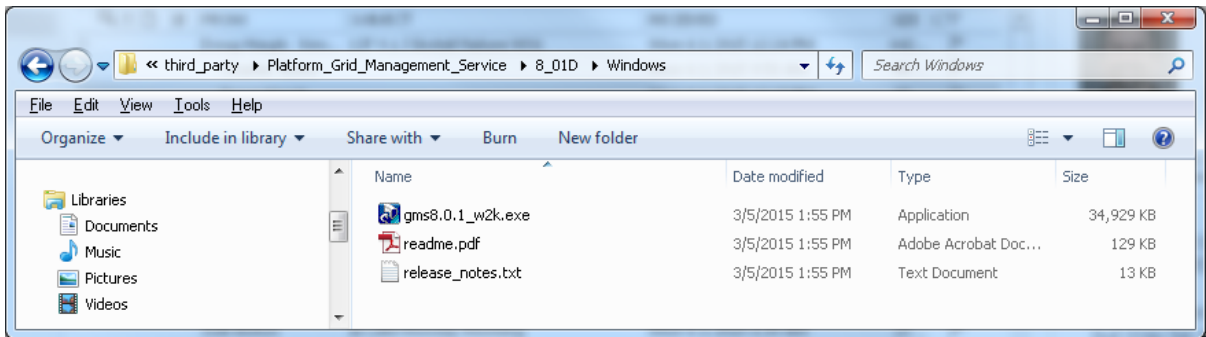 « third_party ▸ Platform_Grid_Management_Service ▸ 8_01D ▸ Windows
Search Windows
File Edit View Tools Help
Organize Include in library Share with Burn New folder
Name Date modified Type Size
Libraries
Documents
Music
Pictures
Videos
gms8.0.1_w2k.exe 3/5/2015 1:55 PM Application 34,929 KB
readme.pdf 3/5/2015 1:55 PM Adobe Acrobat Doc... 129 KB
release_notes.txt 3/5/2015 1:55 PM Text Document 13 KB